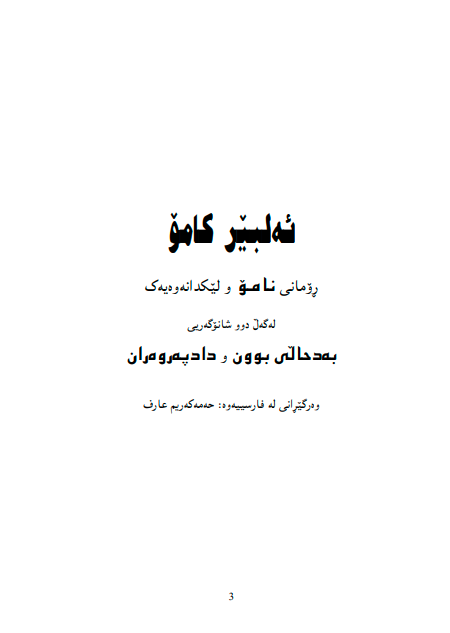 ئەلبێر کامۆ
ڕۆمانی نامۆ و لێکدانەوەیەک
لەگەڵ دوو شانۆگەریی
بەدحاڵی بوون و دادپەروەران
وەرگێڕانی لە فارسییەوە: حەمەکەریم عارف
3